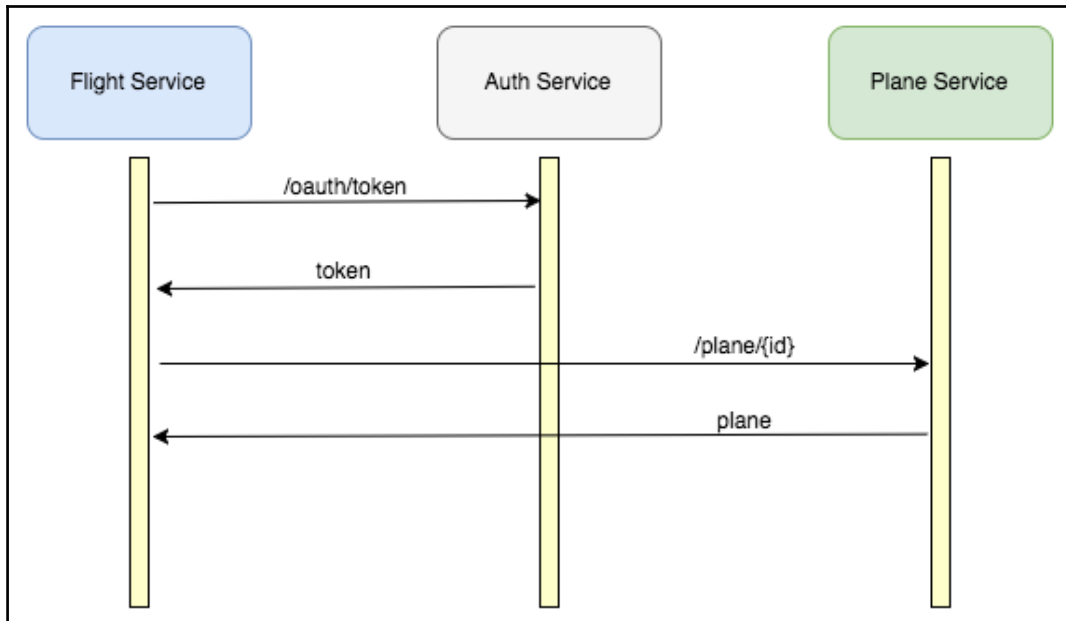 Flight Service
Auth Service
Plane Service
/oauth/token
token
/plane/{id}
plane